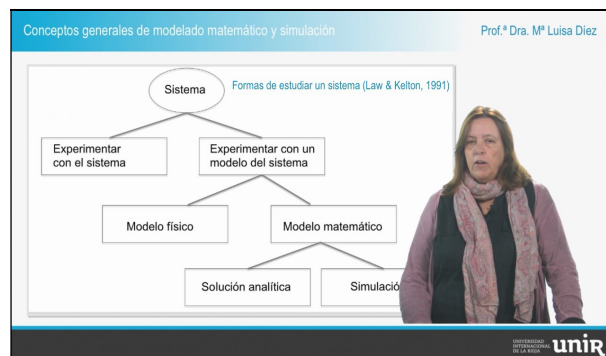 Conceptos generales de modelado matemático y simulación
Prof.ª Dra. Mª Luisa Diez
Sistema
Formas de estudiar un sistema (Law & Kelton, 1991)
Experimentar
con el sistema
Experimentar con un
modelo del sistema
Modelo físico
Modelo matemático
Solución analítica
Simulació
UNIVERSIDAD
INTERNACIONAL
DE LA RIOJA
unir